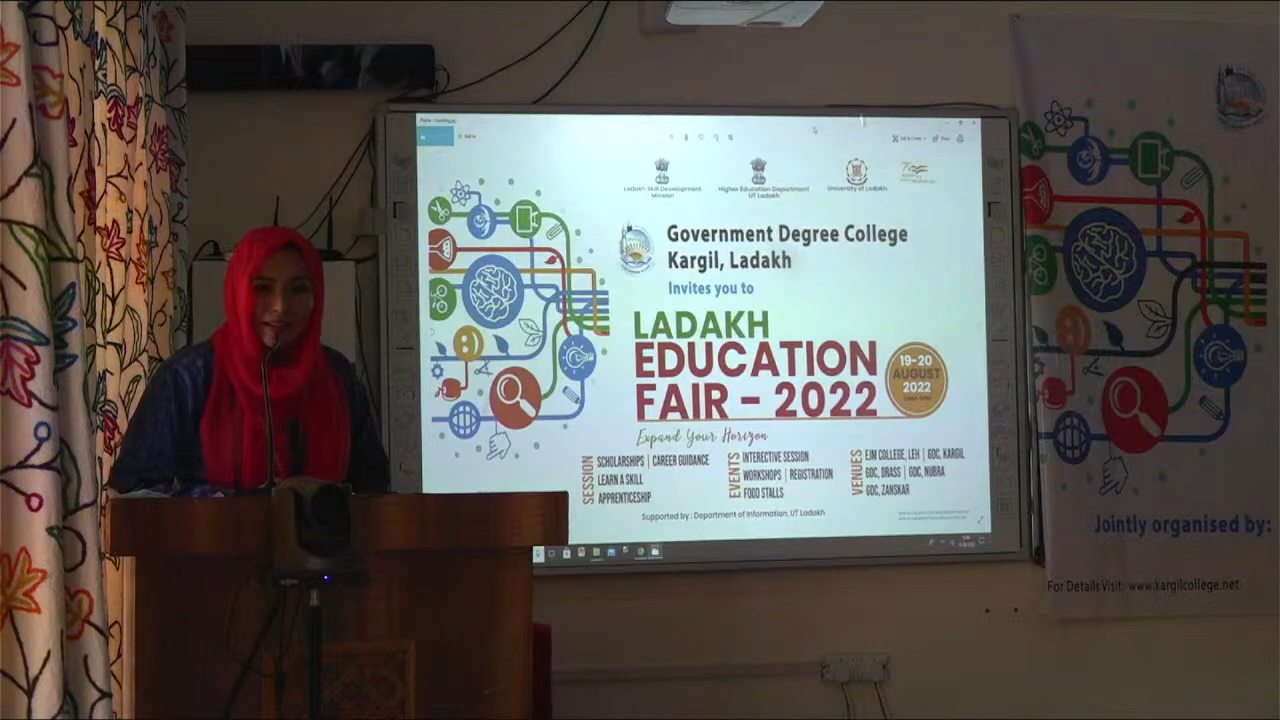 Ladakh Skill Development
Mission
Higher Education Department
UT Ladakh
University of Ladakh
Government Degree College
Kargil, Ladakh
Invites you to
LADAKH
EDUCATION
FAIR - 2022
19-20
AUGUST
2022
Expand Your Horizon
SESSION
SCHOLARSHIPS | CAREER GUIDANCE
LEARN A SKILL
APPRENTICESHIP
EVENTS
INTERECTIVE SESSION
WORKSHOPS | REGISTRATION
FOOD STALLS
VENUES
EJM COLLEGE, LEH | GDC, KARGIL
GDC, DRASS | GDC, NUBRA
GDC, ZANSKAR
Supported by : Department of Information, UT Ladakh
Jointly organised by:
For Details Visit: www.kargilcollege.net